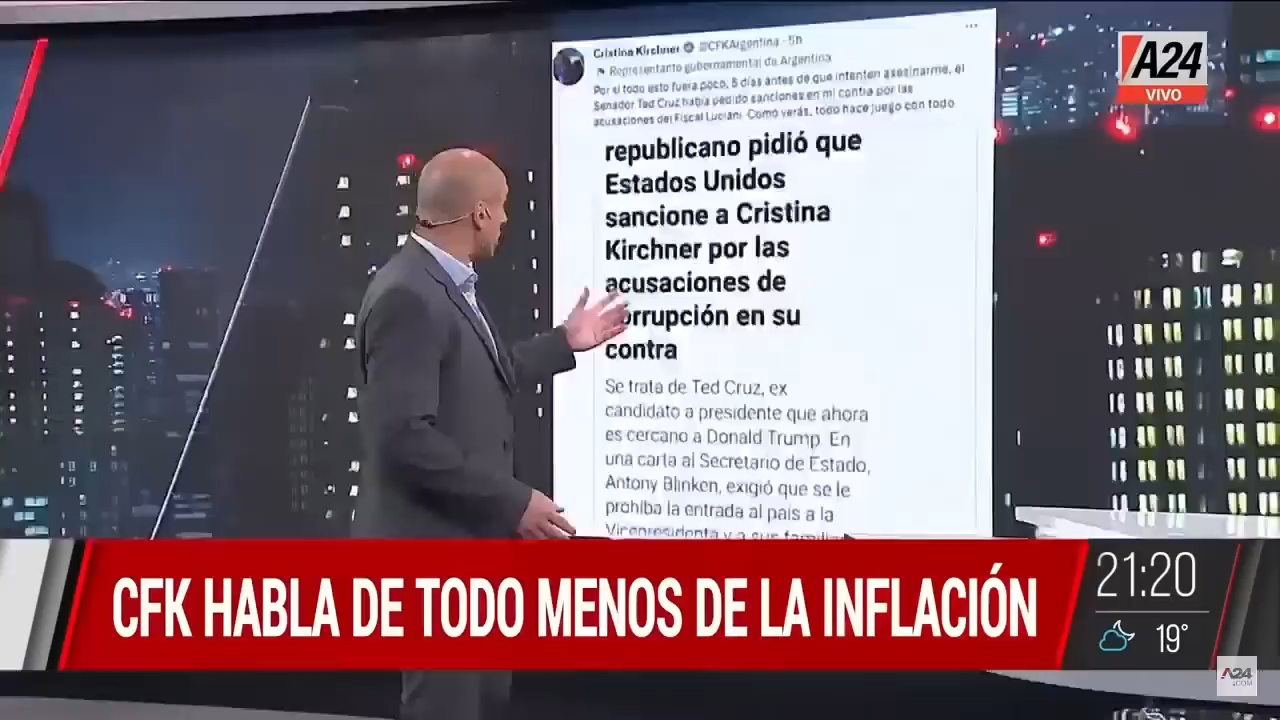 Cristina Kirchner @CFKArgentina · 5h
Representante gubernamental de Argentina
Por si todo esto fuera poco, 5 días antes de que intenten asesinarme, el
Senador Ted Cruz había pedido sanciones en mi contra por las
acusaciones del Fiscal Luciani. Como verás, todo hace juego con todo
republicano pidió que
Estados Unidos
sancione a Cristina
Kirchner por las
acusaciones de
corrupción en su
contra
Se trata de Ted Cruz, ex
candidato a presidente que ahora
es cercano a Donald Trump. En
una carta al Secretario de Estado,
Antony Blinken, exigió que se le
prohíba la entrada al país a la
Vicepresidenta y a sus
A24
VIVO
CFK HABLA DE TODO MENOS DE LA INFLACIÓN
21:20
19°
A24
.COM